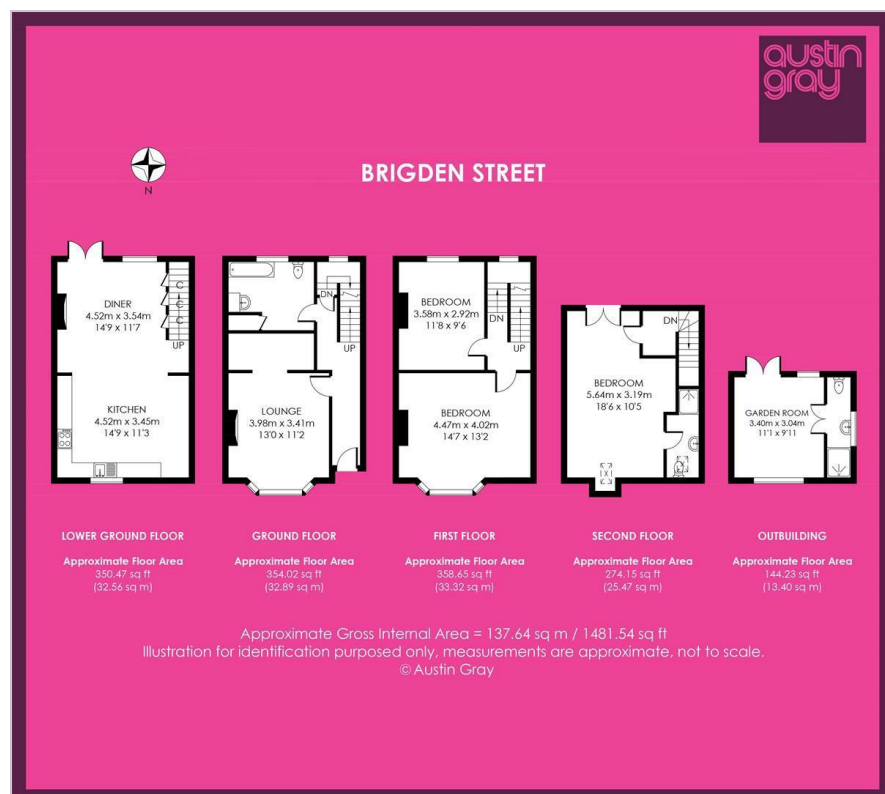 austin
gray
N
BRIGDEN STREET
DINER
4.52m x 3.54m
14'9 x 11'7
C
C
C
UP
KITCHEN
4.52m x 3.45m
14'9 x 11'3
DN
UP
LOUNGE
3.98m x 3.41m
13'0 x 11'2
BEDROOM
3.58m x 2.92m
11'8 x 9'6
DN
UP
BEDROOM
4.47m x 4.02m
14'7 x 13'2
DN
BEDROOM
5.64m x 3.19m
18'6 x 10'5
GARDEN ROOM
3.40m x 3.04m
11'1 x 9'11
LOWER GROUND FLOOR
Approximate Floor Area
350.47 sq ft
(32.56 sq m)
GROUND FLOOR
Approximate Floor Area
354.02 sq ft
(32.89 sq m)
FIRST FLOOR
Approximate Floor Area
358.65 sq ft
(33.32 sq m)
SECOND FLOOR
Approximate Floor Area
274.15 sq ft
(25.47 sq m)
OUTBUILDING
Approximate Floor Area
144.23 sq ft
(13.40 sq m)
Approximate Gross Internal Area = 137.64 sq m / 1481.54 sq ft
Illustration for identification purposed only, measurements are approximate, not to scale.
© Austin Gray